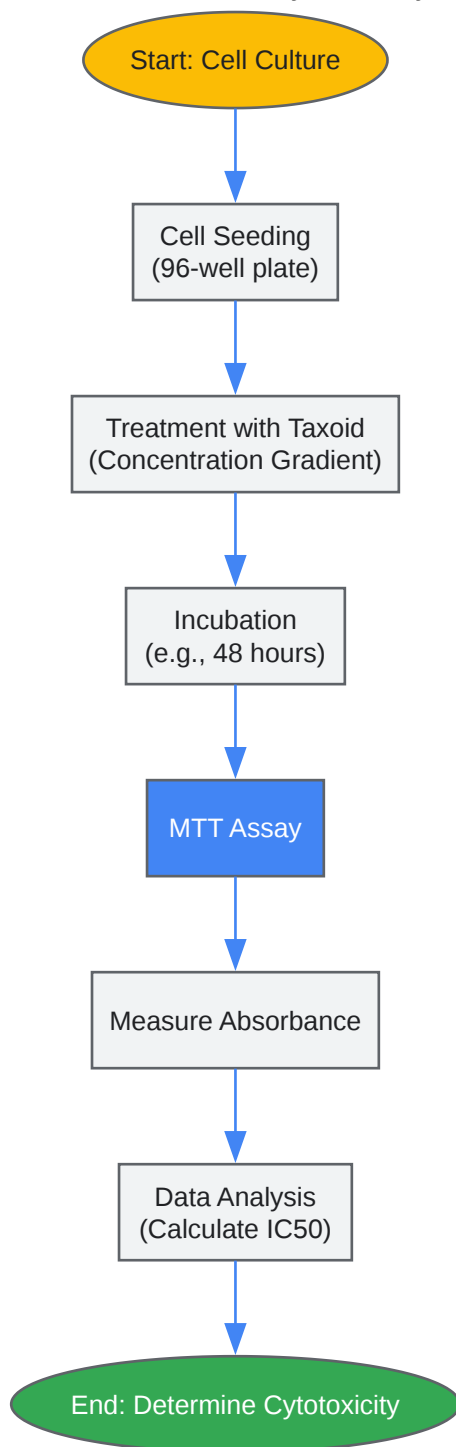 Start: Cell Culture
Cell Seeding
(96-well plate)
Treatment with Taxoid
(Concentration Gradient)
Incubation
(e.g., 48 hours)
MTT Assay
Measure Absorbance
Data Analysis
(Calculate IC50)
End: Determine Cytotoxicity